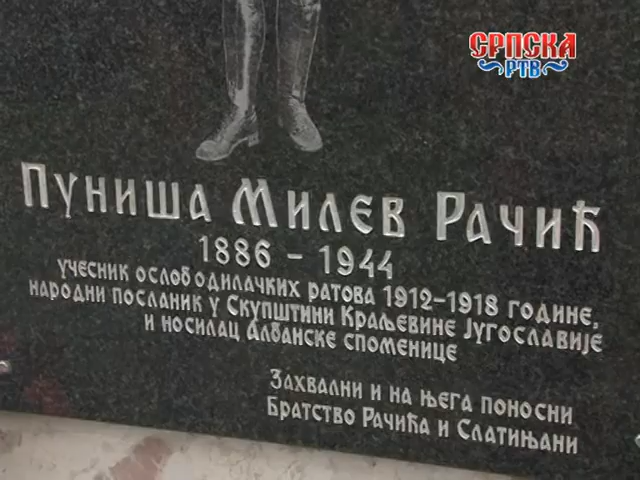 СРПСКА
РТВ
Пуниша Милев Рачић
1886 – 1944
учесник ослободилачких ратова 1912–1918 године,
народни посланик у Скупштини Краљевине Југославије
и носилац Албанске споменице
Захвални и на њега поносни
Братство Рачића и Слатињани